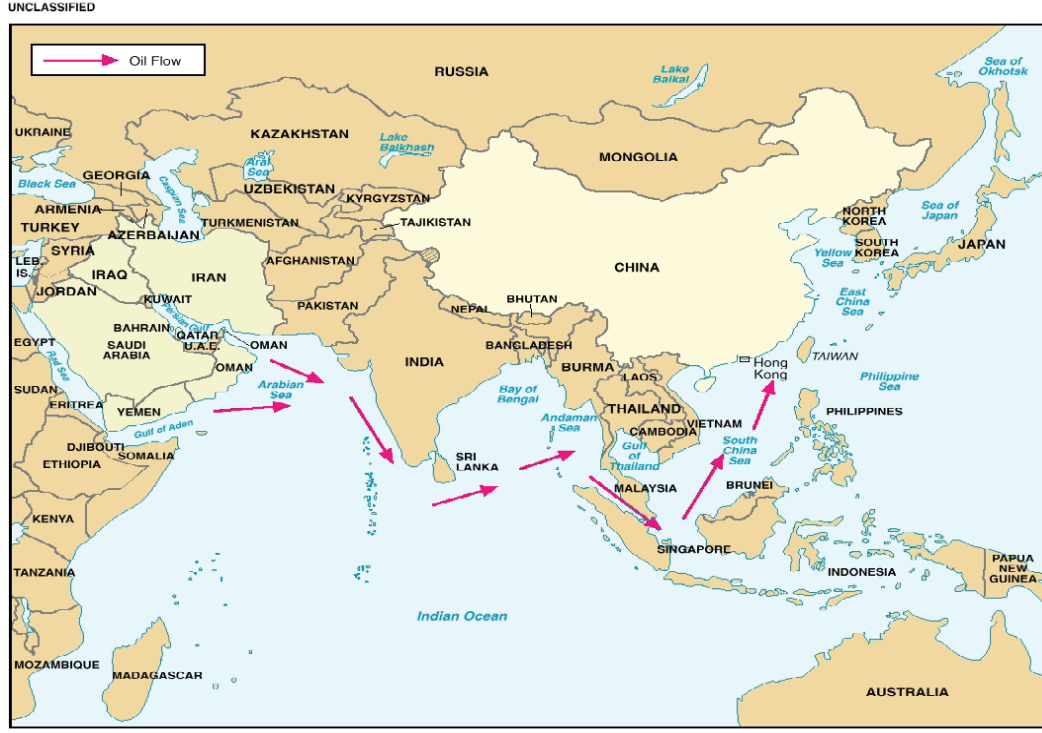 UNCLASSIFIED
Oil Flow
RUSSIA
Lake
Baikal
Sea of
Okhotsk
UKRAINE
KAZAKHSTAN
Lake
Balkhash
MONGOLIA
Aral
Sea
GEORGIA
Black Sea
Caspian Sea
UZBEKISTAN
KYRGYZSTAN
ARMENIA
TURKEY
AZERBAIJAN
TURKMENISTAN
TAJIKISTAN
NORTH
KOREA
Sea of
Japan
SYRIA
LEB.
IS.
IRAQ
IRAN
AFGHANISTAN
CHINA
Yellow
Sea
SOUTH
KOREA
JAPAN
JORDAN
KUWAIT
Persian Gulf
PAKISTAN
NEPAL
BHUTAN
East
China
Sea
EGYPT
BAHRAIN
QATAR
U.A.E.
OMAN
SAUDI
ARABIA
OMAN
INDIA
BANGLADESH
BURMA
LAOS
Hong
Kong
TAIWAN
Red Sea
SUDAN
ERITREA
YEMEN
Arabian
Sea
Bay of
Bengal
Philippine
Sea
Gulf of Aden
DJIBOUTI
SOMALIA
ETHIOPIA
Andaman
Sea
THAILAND
CAMBODIA
VIETNAM
PHILIPPINES
SRI
LANKA
Gulf
of
Thailand
South
China
Sea
MALAYSIA
BRUNEI
KENYA
SINGAPORE
INDONESIA
PAPUA
NEW
GUINEA
TANZANIA
Indian Ocean
MOZAMBIQUE
MADAGASCAR
AUSTRALIA